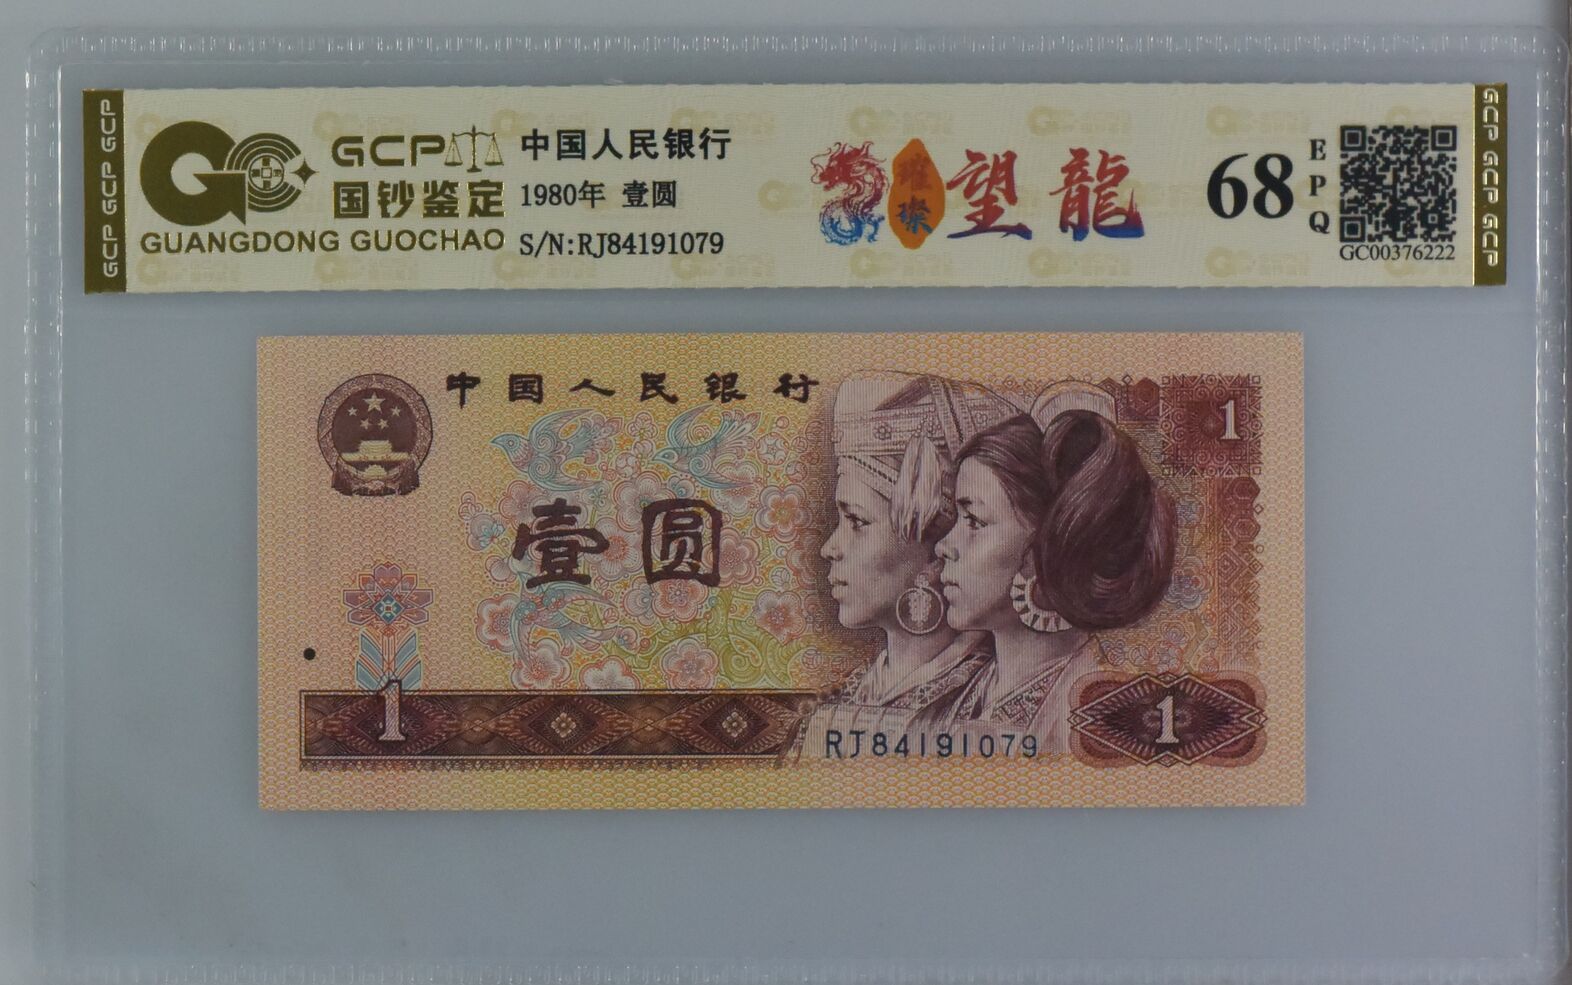 GCP GCP GCP
GCP
国钞鉴定
GUANGDONG GUOCHAO
中国人民银行
1980年 壹圆
S/N:RJ84191079
璀璨
望龍
68
EPQ
GC00376222
GCP GCP GCP
中国人民银行
1
壹圆
1
RJ84191079
1